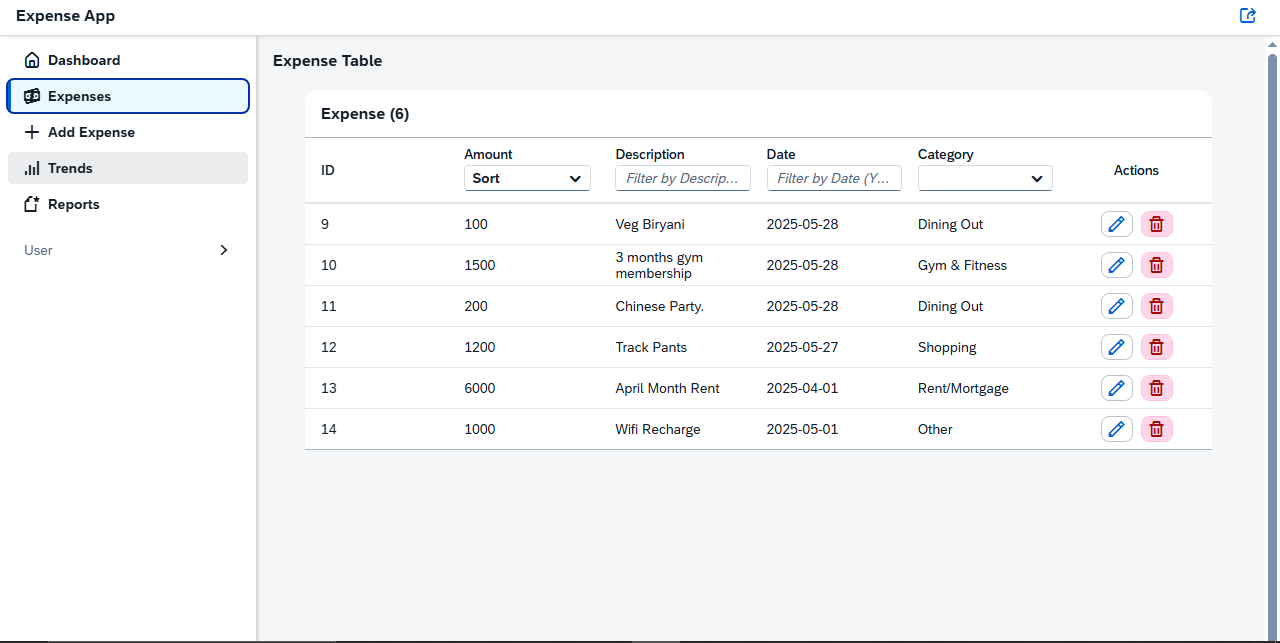 Expense App
Dashboard
Expenses
Add Expense
Trends
Reports
User
Expense Table
Expense (6)
ID Amount Description Date Category Actions
Sort Filter by Descrip... Filter by Date (Y...
9 100 Veg Biryani 2025-05-28 Dining Out
10 1500 3 months gym membership 2025-05-28 Gym & Fitness
11 200 Chinese Party. 2025-05-28 Dining Out
12 1200 Track Pants 2025-05-27 Shopping
13 6000 April Month Rent 2025-04-01 Rent/Mortgage
14 1000 Wifi Recharge 2025-05-01 Other